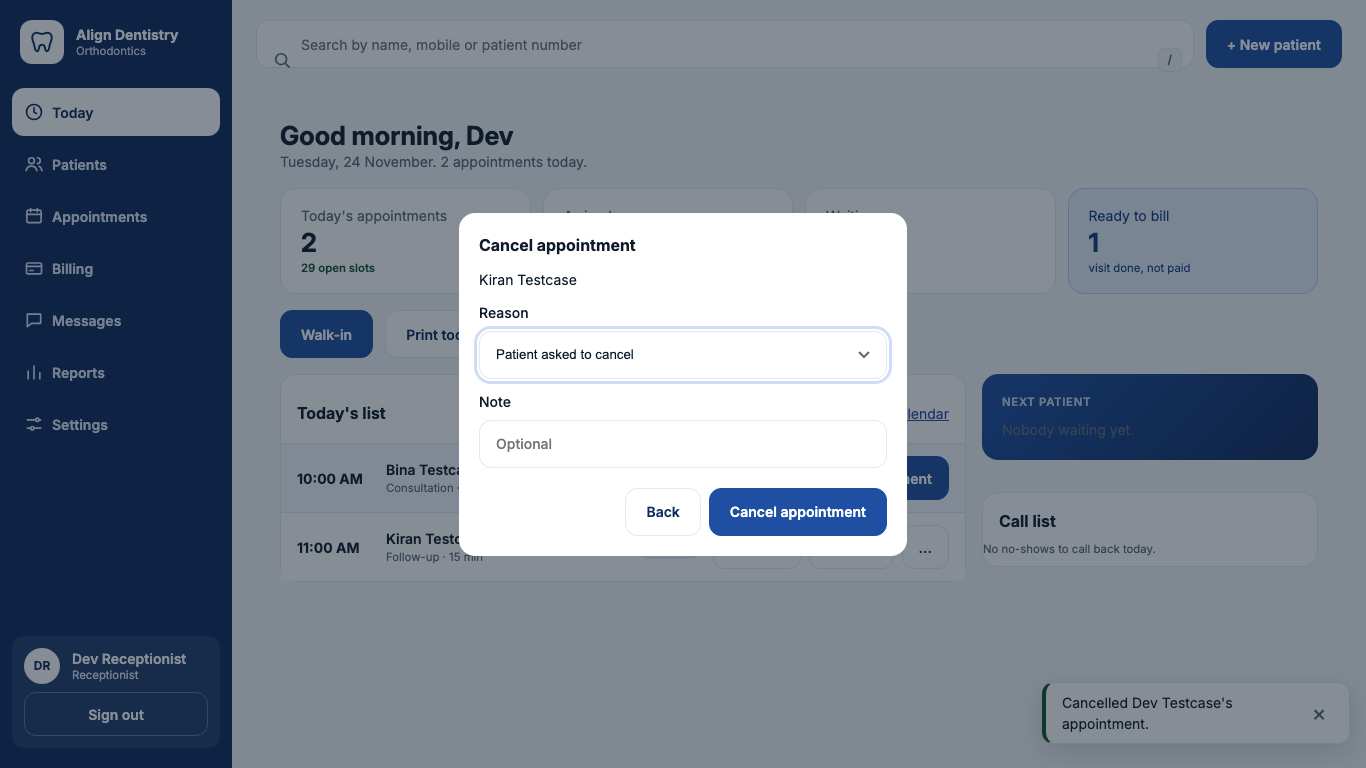 Align Dentistry
Orthodontics
Today
Patients
Appointments
Billing
Messages
Reports
Settings
DR
Dev Receptionist
Receptionist
Sign out
Search by name, mobile or patient number
/
+ New patient
Good morning, Dev
Tuesday, 24 November. 2 appointments today.
Today's appointments
2
29 open slots
Ready to bill
1
visit done, not paid
Walk-in
Print
Today's list
10:00 AM
Bina
Consultation ·
11:00 AM
Kiran
Follow-up · 15 min
...
Cancel appointment
Kiran Testcase
Reason
Patient asked to cancel
Note
Optional
Back
Cancel appointment
NEXT PATIENT
Nobody waiting yet.
Call list
No no-shows to call back today.
Cancelled Dev Testcase's
appointment.